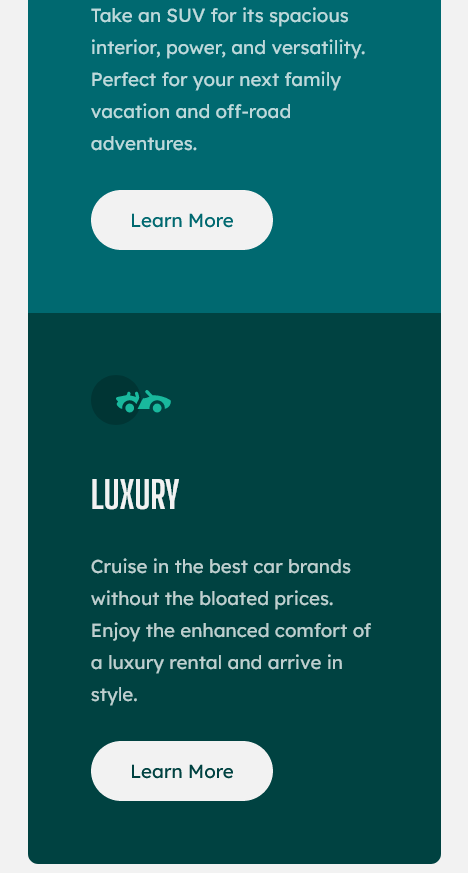 Take an SUV for its spacious
interior, power, and versatility.
Perfect for your next family
vacation and off-road
adventures.
Learn More
LUXURY
Cruise in the best car brands
without the bloated prices.
Enjoy the enhanced comfort of
a luxury rental and arrive in
style.
Learn More